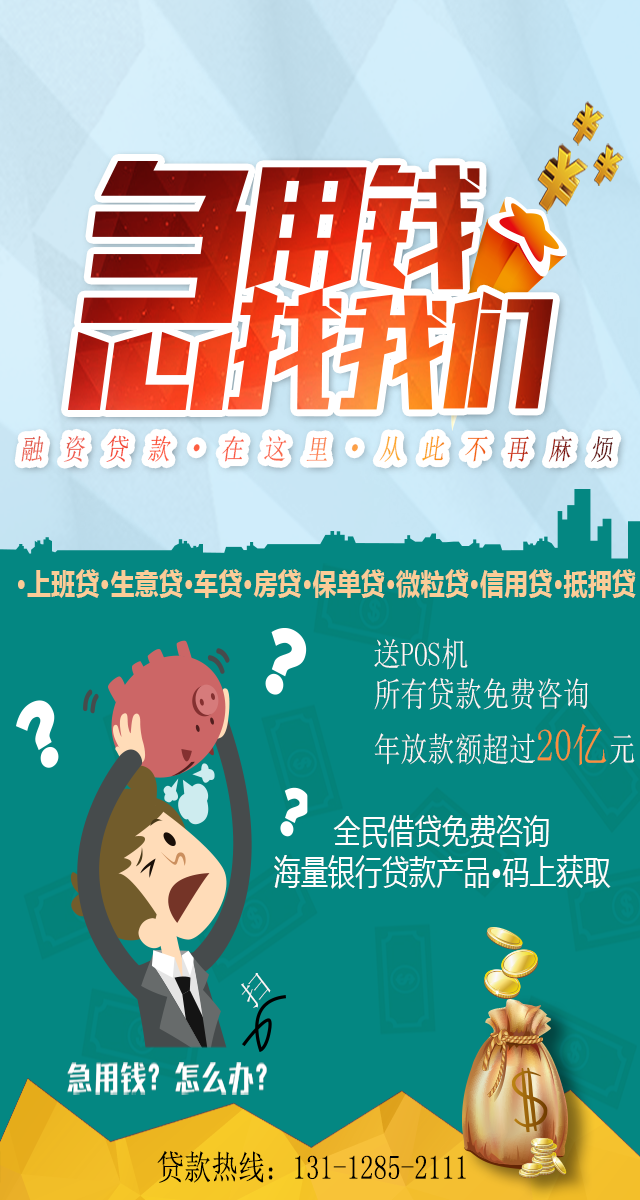 急用钱
找我们
融资贷款·在这里·从此不再麻烦
·上班贷·生意贷·车贷·房贷·保单贷·微粒贷·信用贷·抵押贷
送POS机
所有贷款免费咨询
年放款额超过20亿元
全民借贷免费咨询
海量银行贷款产品·码上获取
扫
急用钱？怎么办？
贷款热线：131-1285-2111